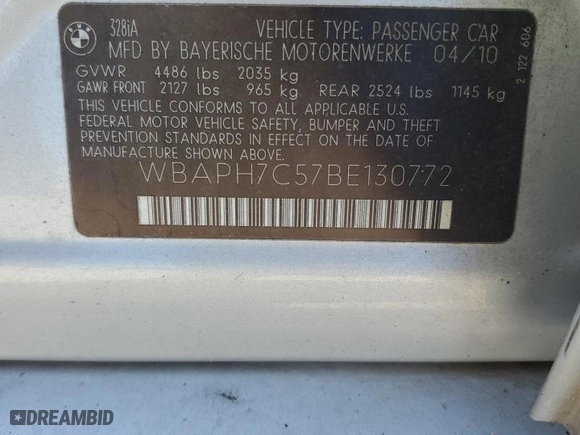 BMW 328iA VEHICLE TYPE: PASSENGER CAR
MFD BY BAYERISCHE MOTORENWERKE 04/10
GVWR 4486 lbs 2035 kg
GAWR FRONT 2127 lbs 965 kg REAR 2524 lbs 1145 kg
THIS VEHICLE CONFORMS TO ALL APPLICABLE U.S.
FEDERAL MOTOR VEHICLE SAFETY, BUMPER AND THEFT
PREVENTION STANDARDS IN EFFECT ON THE DATE OF
MANUFACTURE SHOWN ABOVE.
WBAPH7C57BE130772
2 122 606
DREAMBID